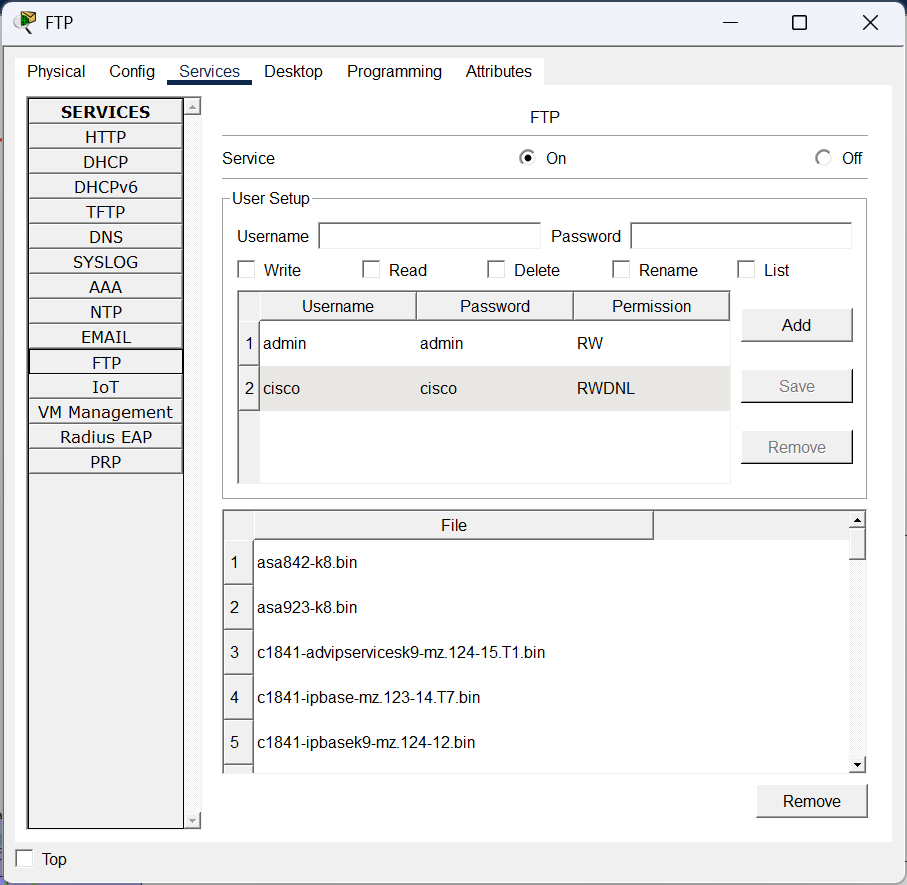 FTP
Physical Config Services Desktop Programming Attributes
SERVICES
HTTP
DHCP
DHCPv6
TFTP
DNS
SYSLOG
AAA
NTP
EMAIL
FTP
IoT
VM Management
Radius EAP
PRP
FTP
Service On Off
User Setup
Username Password
Write Read Delete Rename List
Username Password Permission
1 admin admin RW
2 cisco cisco RWDNL
Add
Save
Remove
File
1 asa842-k8.bin
2 asa923-k8.bin
3 c1841-advipservicesk9-mz.124-15.T1.bin
4 c1841-ipbase-mz.123-14.T7.bin
5 c1841-ipbasek9-mz.124-12.bin
Remove
Top